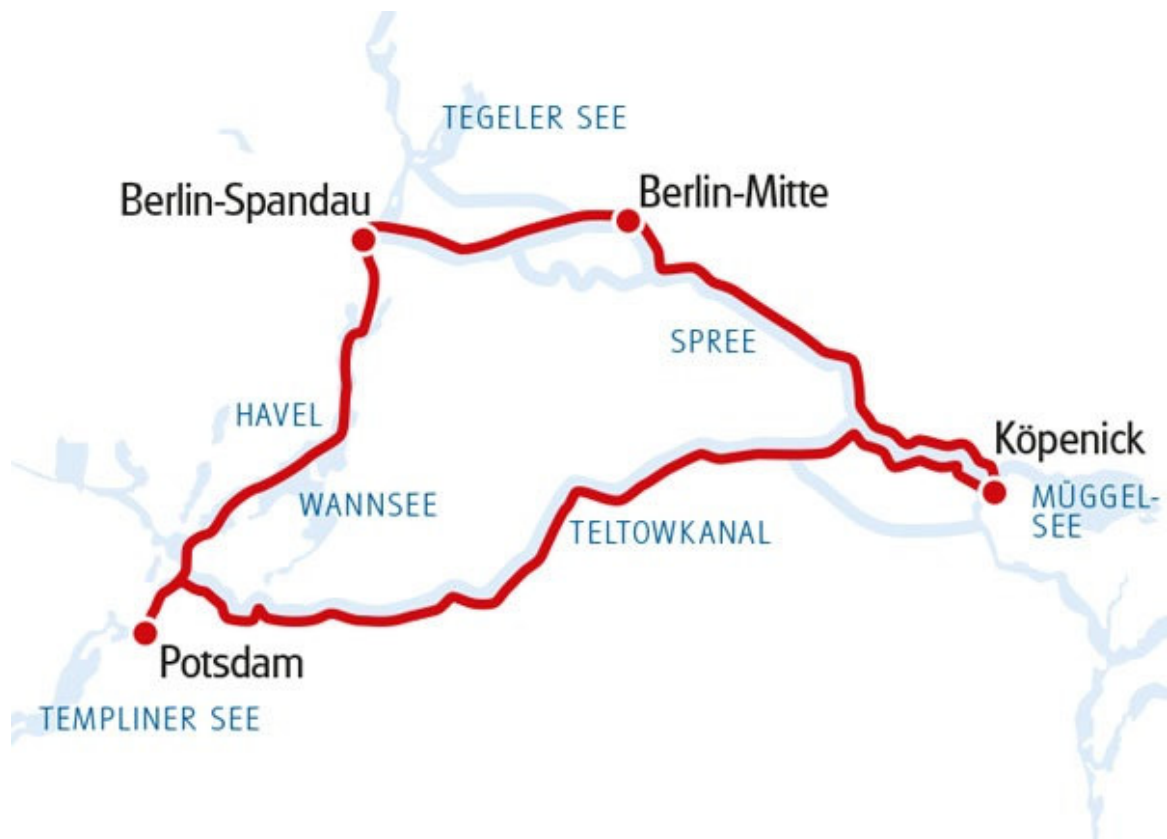 TEGELER SEE
Berlin-Spandau
Berlin-Mitte
SPREE
HAVEL
Köpenick
WANNSEE
MÜGGEL-
SEE
TELTOWKANAL
Potsdam
TEMPLINER SEE